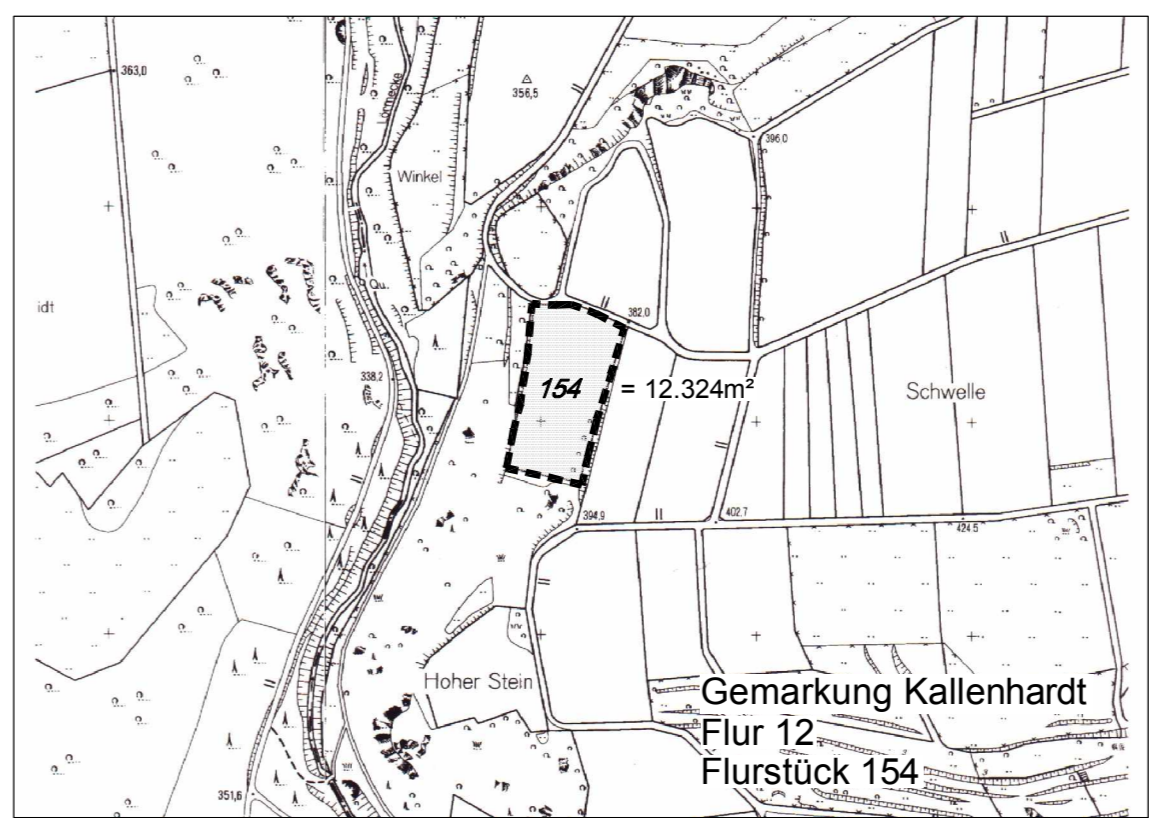 363,0
Lörmecke
356,5
396,0
Winkel
Qu.
idt
382,0
338,2
154 = 12.324m²
Schwelle
394,9
402,7
424,5
Hoher Stein
Gemarkung Kallenhardt
Flur 12
Flurstück 154
351,6